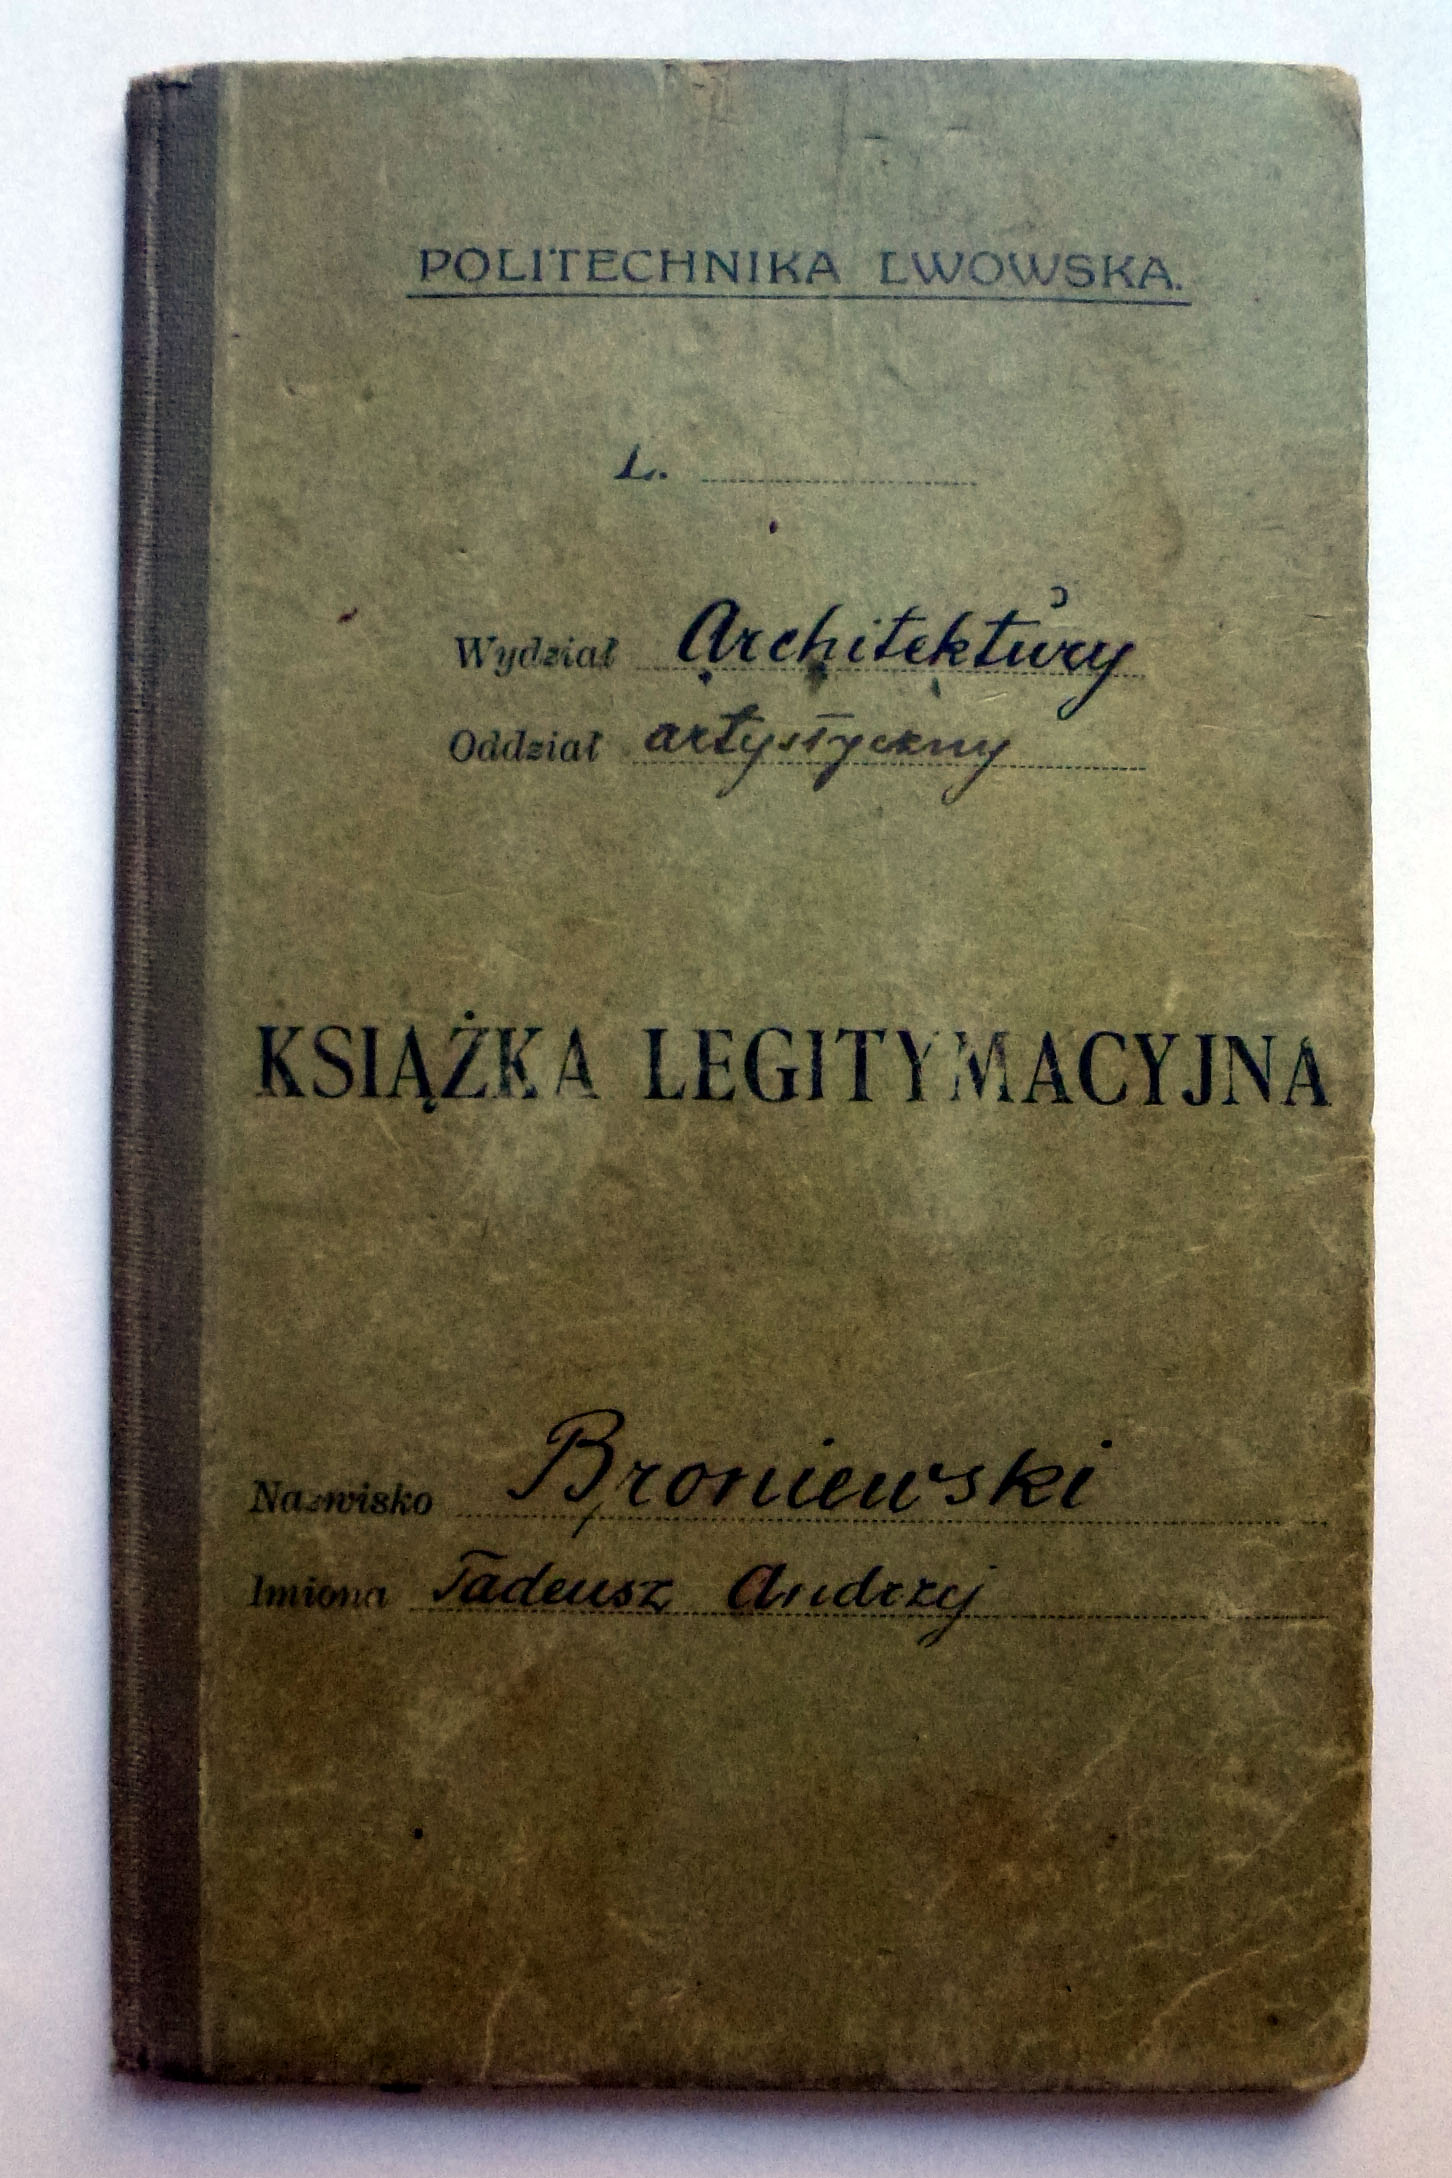 POLITECHNIKA LWOWSKA.
L.
Wydział Architektury
Oddział artystyczny
KSIĄŻKA LEGITYMACYJNA
Nazwisko Broniewski
Imiona Tadeusz Andrzej